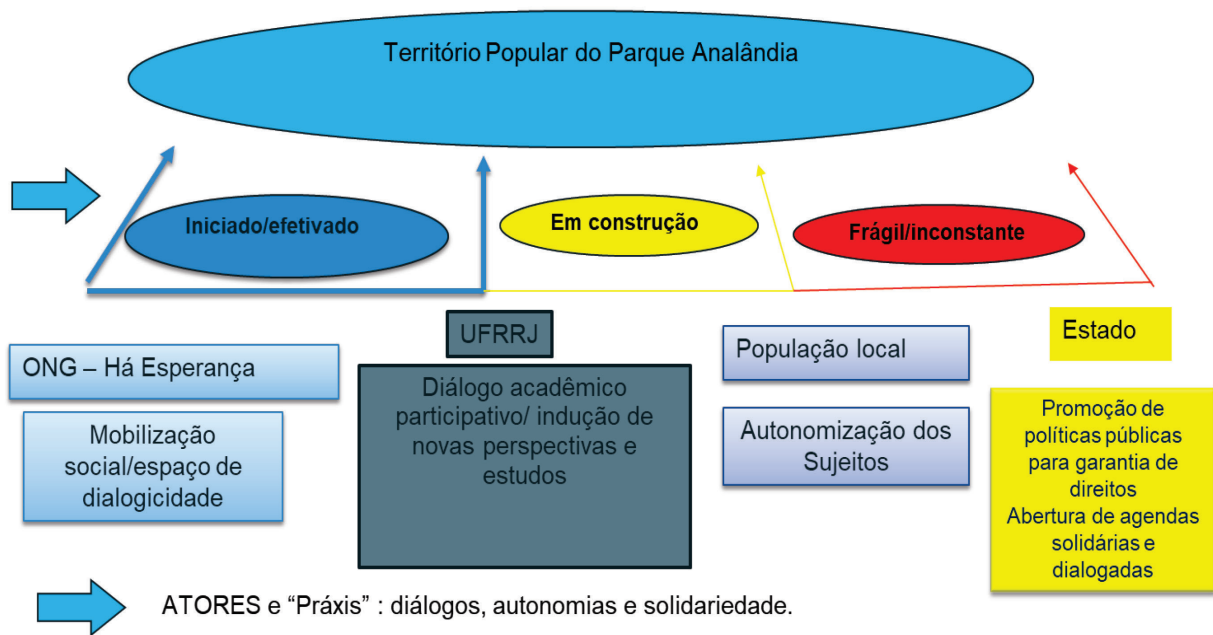 Território Popular do Parque Analândia
Iniciado/efetivado
Em construção
Frágil/inconstante
ONG – Há Esperança
Mobilização
social/espaço de
dialogicidade
UFRRJ
Diálogo acadêmico
participativo/ indução de
novas perspectivas e
estudos
População local
Autonomização dos
Sujeitos
Estado
Promoção de
políticas públicas
para garantia de
direitos
Abertura de agendas
solidárias e
dialogadas
ATORES e “Práxis” : diálogos, autonomias e solidariedade.